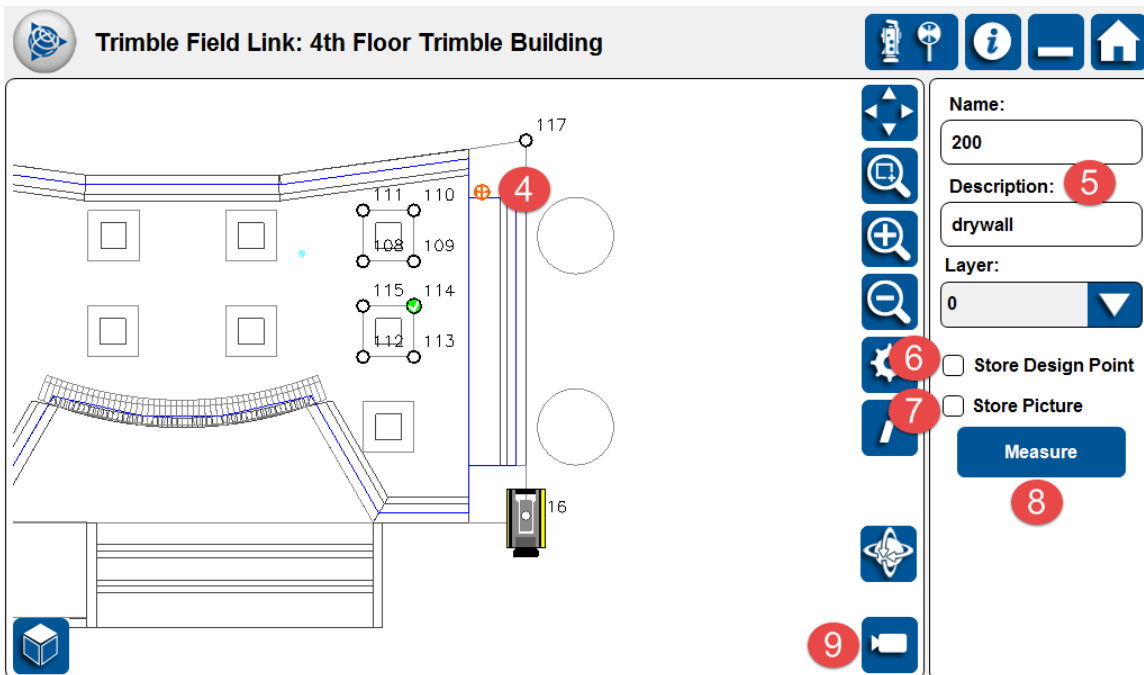 Trimble Field Link: 4th Floor Trimble Building
Name:
200
Description:
5
drywall
Layer:
0
6
Store Design Point
7
Store Picture
Measure
8
117
4
111 110
108 109
115 114
112 113
16
9